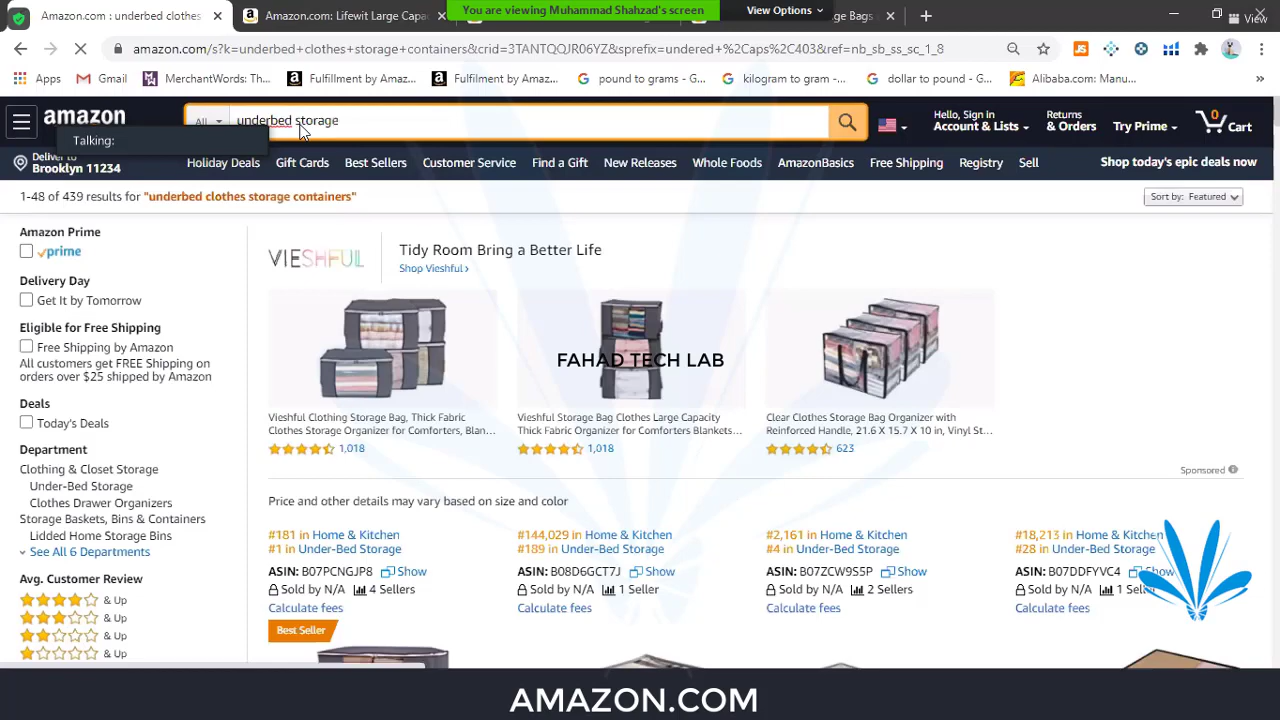 You are viewing Muhammad Shahzad's screen
View Options
View
Amazon.com : underbed clothes
Amazon.com: Lifewit Large Capa
ge Bags
amazon.com/s?k=underbed+clothes+storage+containers&crid=3TANTQQJR06YZ&sprefix=undered+%2Caps%2C403&ref=nb_sb_ss_sc_1_8
Apps
Gmail
MerchantWords: Th...
Fulfillment by Amaz...
Fulfilment by Amaz...
pound to grams - G...
kilogram to gram - ...
dollar to pound - G...
Alibaba.com: Manu...
amazon
All
underbed storage
Hello, Sign in
Account & Lists
Returns
& Orders
Try Prime
0
Cart
Talking:
Deliver to
Brooklyn 11234
Holiday Deals
Gift Cards
Best Sellers
Customer Service
Find a Gift
New Releases
Whole Foods
AmazonBasics
Free Shipping
Registry
Sell
Shop today's epic deals now
1-48 of 439 results for "underbed clothes storage containers"
Sort by: Featured
Amazon Prime
prime
Delivery Day
Get It by Tomorrow
Eligible for Free Shipping
Free Shipping by Amazon
All customers get FREE Shipping on
orders over $25 shipped by Amazon
Deals
Today's Deals
Department
Clothing & Closet Storage
Under-Bed Storage
Clothes Drawer Organizers
Storage Baskets, Bins & Containers
Lidded Home Storage Bins
See All 6 Departments
Avg. Customer Review
& Up
& Up
& Up
& Up
VIESHFUL
Tidy Room Bring a Better Life
Shop Vieshful ›
FAHAD TECH LAB
Vieshful Clothing Storage Bag, Thick Fabric
Clothes Storage Organizer for Comforters, Blan...
1,018
Vieshful Storage Bag Clothes Large Capacity
Thick Fabric Organizer for Comforters Blankets...
1,018
Clear Clothes Storage Bag Organizer with
Reinforced Handle, 21.6 X 15.7 X 10 in, Vinyl St...
623
Sponsored
Price and other details may vary based on size and color
#181 in Home & Kitchen
#1 in Under-Bed Storage
ASIN: B07PCNGJP8 Show
Sold by N/A 4 Sellers
Calculate fees
Best Seller
#144,029 in Home & Kitchen
#189 in Under-Bed Storage
ASIN: B08D6GCT7J Show
Sold by N/A 1 Seller
Calculate fees
#2,161 in Home & Kitchen
#4 in Under-Bed Storage
ASIN: B07ZCW9S5P Show
Sold by N/A 2 Sellers
Calculate fees
#18,213 in Home & Kitchen
#28 in Under-Bed Storage
ASIN: B07DDFYVC4 Show
Sold by N/A 1 Sell
Calculate fees
AMAZON.COM